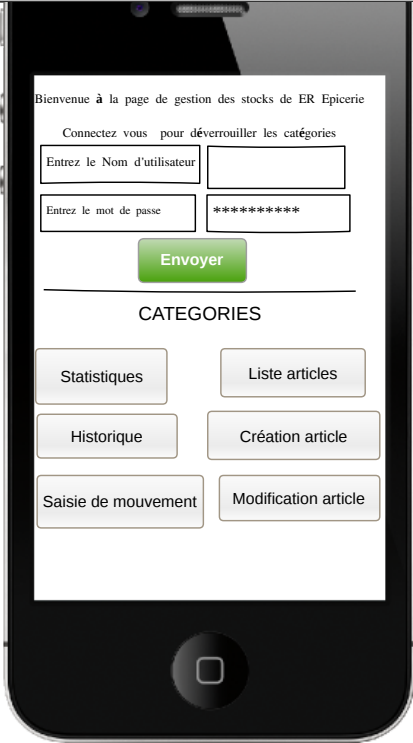 Bienvenue à la page de gestion des stocks de ER Epicerie
Connectez vous pour déverrouiller les catégories
Entrez le Nom d'utilisateur
Entrez le mot de passe **********
Envoyer
CATEGORIES
Statistiques Liste articles
Historique Création article
Saisie de mouvement Modification article